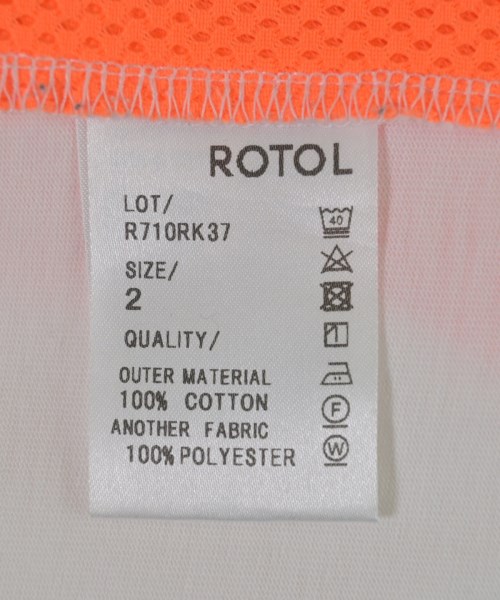 ROTOL
LOT/
R710RK37
40
SIZE/
2
QUALITY/
OUTER MATERIAL
100% COTTON
ANOTHER FABRIC
100% POLYESTER
F
W